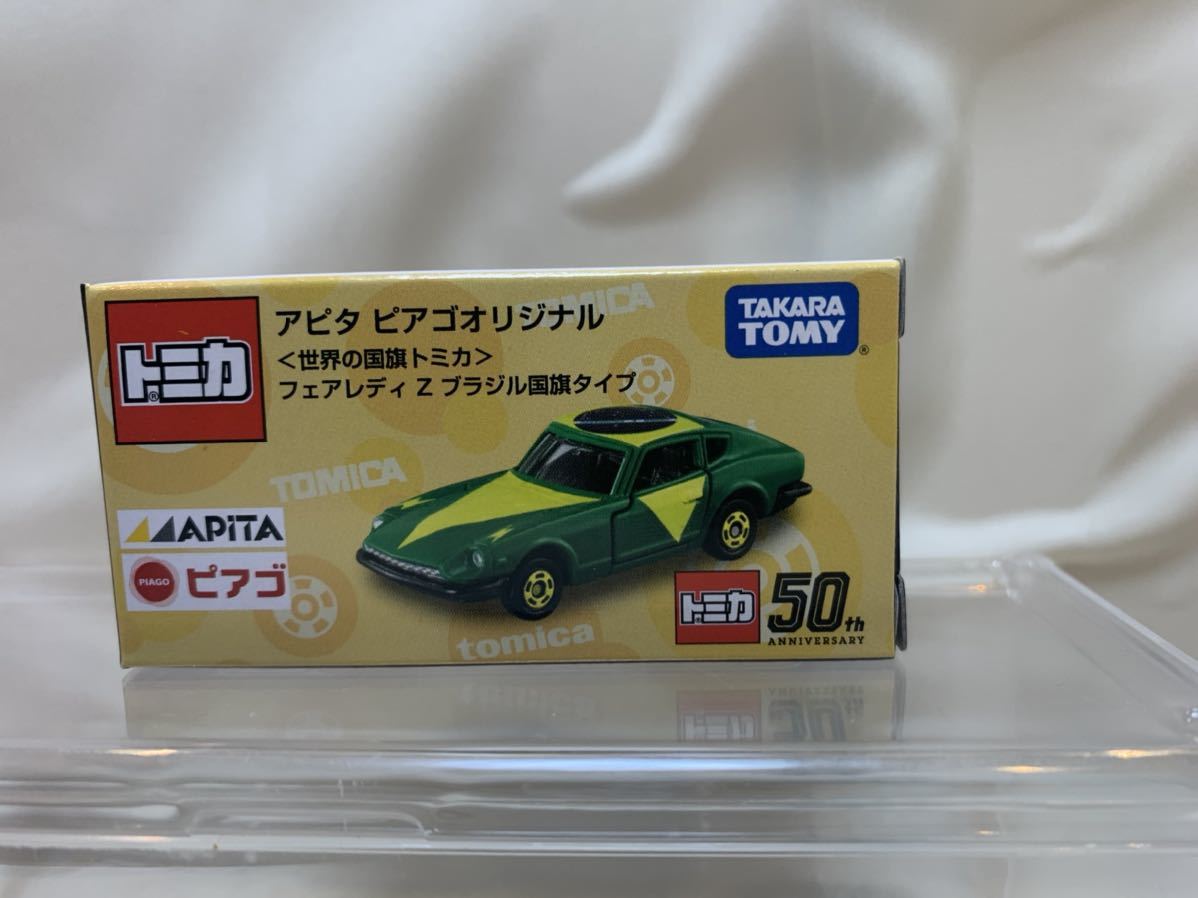 トミカ
アピタ ピアゴオリジナル
<世界の国旗トミカ>
フェアレディ Z ブラジル国旗タイプ
TAKARA
TOMY
TOMICA
TOMICA
APiTA
PIAGO ピアゴ
トミカ
50th
ANNIVERSARY
tomica